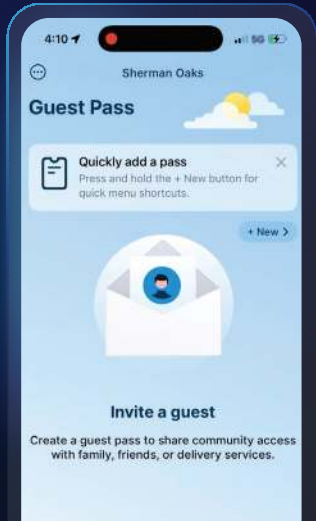 4:10
5G
Sherman Oaks
Guest Pass
Quickly add a pass
Press and hold the + New button for
quick menu shortcuts.
+ New >
Invite a guest
Create a guest pass to share community access
with family, friends, or delivery services.